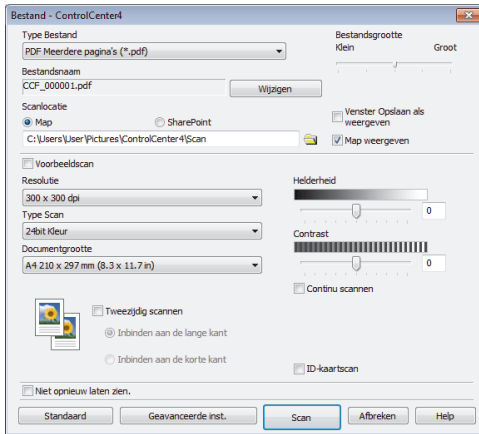 Bestand - ControlCenter4
Type Bestand
PDF Meerdere pagina's (*.pdf)
Bestandsgrootte
Klein Groot
Bestandsnaam
CCF_000001.pdf
Wijzigen
Scanlocatie
Map SharePoint
C:\Users\User\Pictures\ControlCenter4\Scan
Venster Opslaan als
weergeven
Map weergeven
Voorbeeldscan
Resolutie
300 x 300 dpi
Type Scan
24bit Kleur
Documentgrootte
A4 210 x 297 mm (8.3 x 11.7 in)
Helderheid
0
Contrast
0
Continu scannen
Tweezijdig scannen
Inbinden aan de lange kant
Inbinden aan de korte kant
ID-kaartscan
Niet opnieuw laten zien.
Standaard Geavanceerde inst. Scan Afbreken Help